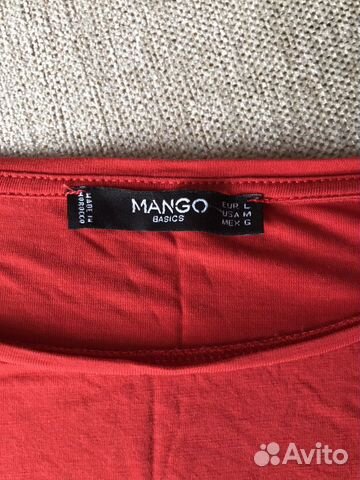 MADE IN
MOROCCO
MANGO
BASICS
EUR L
USA M
MEX G
Avito